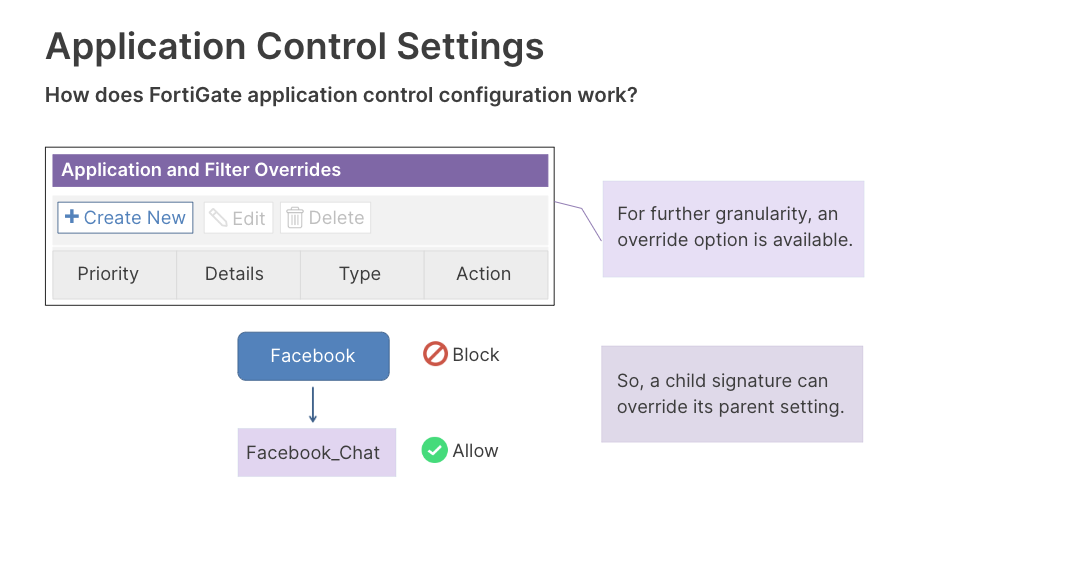 Application Control Settings
How does FortiGate application control configuration work?
Application and Filter Overrides
+ Create New Edit Delete
Priority Details Type Action
For further granularity, an
override option is available.
Facebook Block
Facebook_Chat Allow
So, a child signature can
override its parent setting.